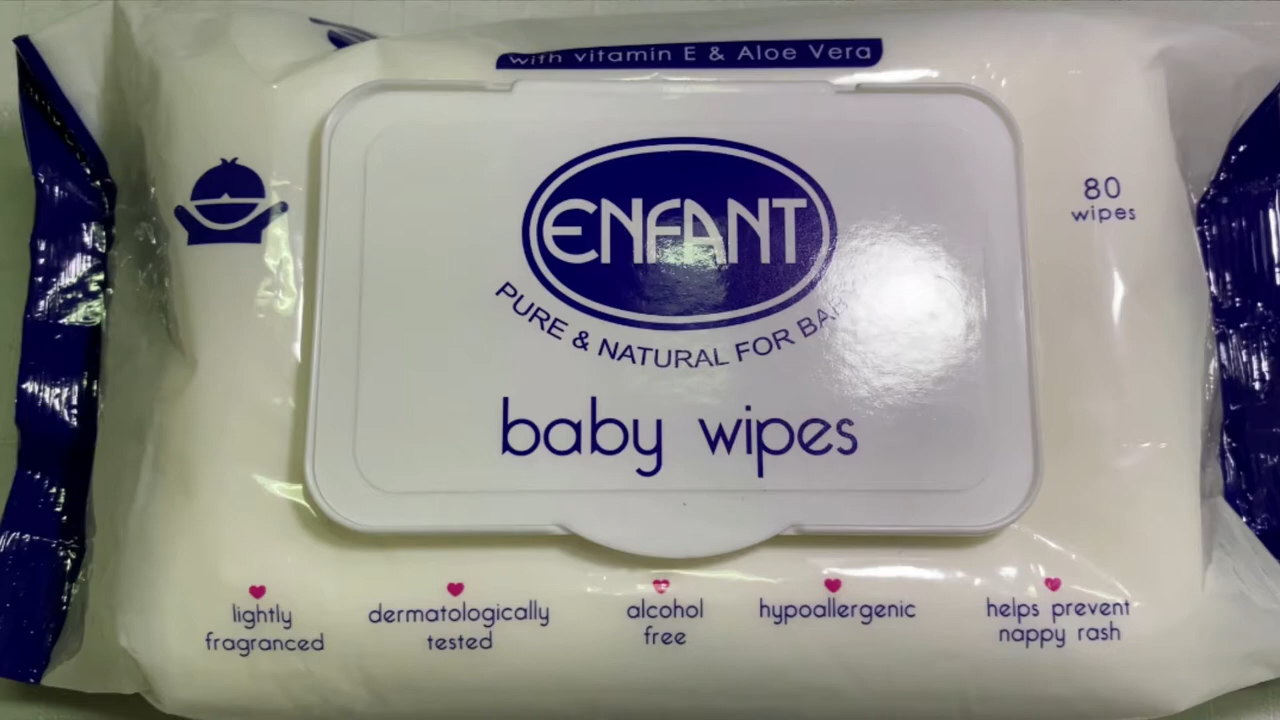 with vitamin E & Aloe Vera
ENFANT
PURE & NATURAL FOR
baby wipes
80
wipes
lightly
fragranced
dermatologically
tested
alcohol
free
hypoallergenic
helps prevent
nappy rash